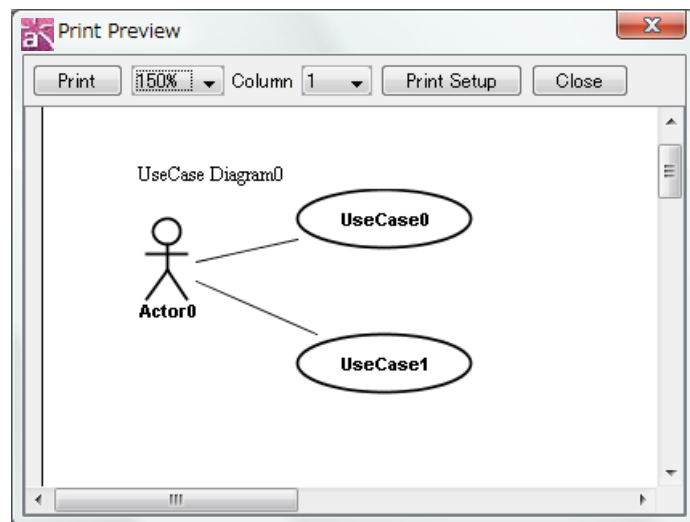 Print Preview
Print 150% Column 1 Print Setup Close
UseCase Diagram0
UseCase0
Actor0
UseCase1